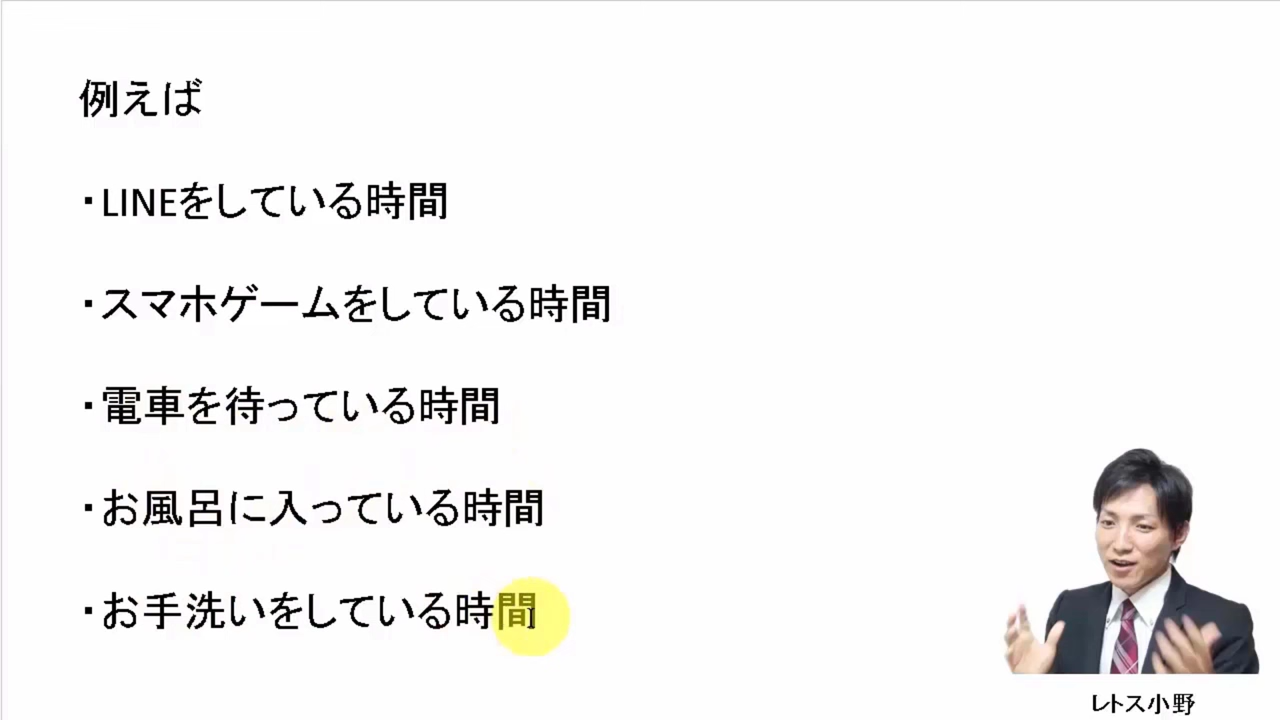 例えば
・LINEをしている時間
・スマホゲームをしている時間
・電車を待っている時間
・お風呂に入っている時間
・お手洗いをしている時間
レトス小野